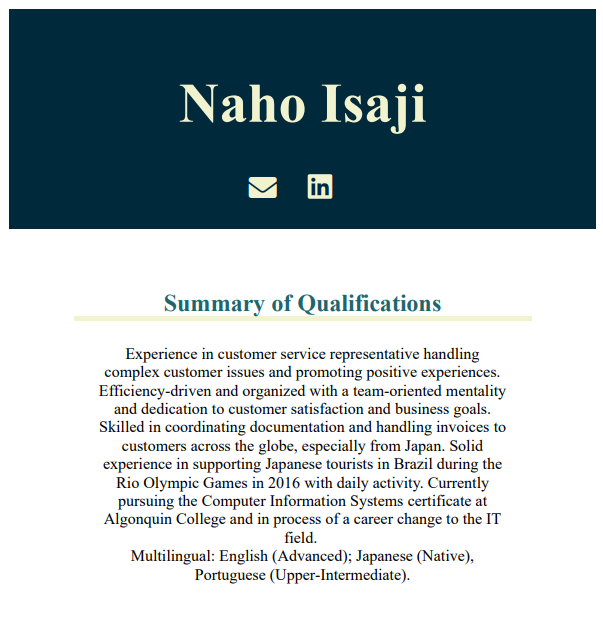 Naho Isaji
in
Summary of Qualifications
Experience in customer service representative handling
complex customer issues and promoting positive experiences.
Efficiency-driven and organized with a team-oriented mentality
and dedication to customer satisfaction and business goals.
Skilled in coordinating documentation and handling invoices to
customers across the globe, especially from Japan. Solid
experience in supporting Japanese tourists in Brazil during the
Rio Olympic Games in 2016 with daily activity. Currently
pursuing the Computer Information Systems certificate at
Algonquin College and in process of a career change to the IT
field.
Multilingual: English (Advanced); Japanese (Native),
Portuguese (Upper-Intermediate).